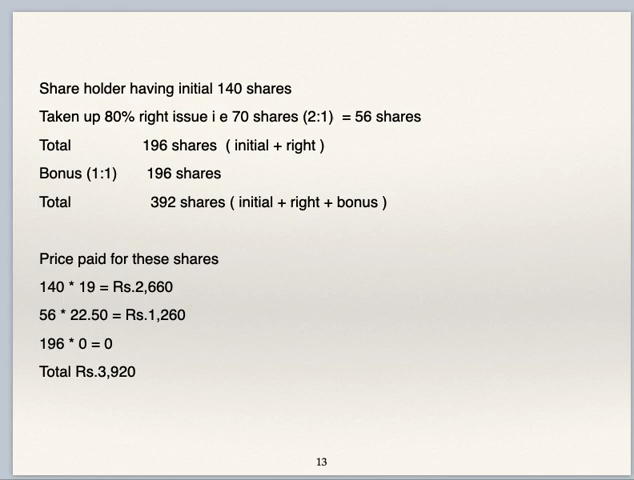 Share holder having initial 140 shares
Taken up 80% right issue i e 70 shares (2:1) = 56 shares
Total 196 shares ( initial + right )
Bonus (1:1) 196 shares
Total 392 shares ( initial + right + bonus )
Price paid for these shares
140 * 19 = Rs.2,660
56 * 22.50 = Rs.1,260
196 * 0 = 0
Total Rs.3,920
13